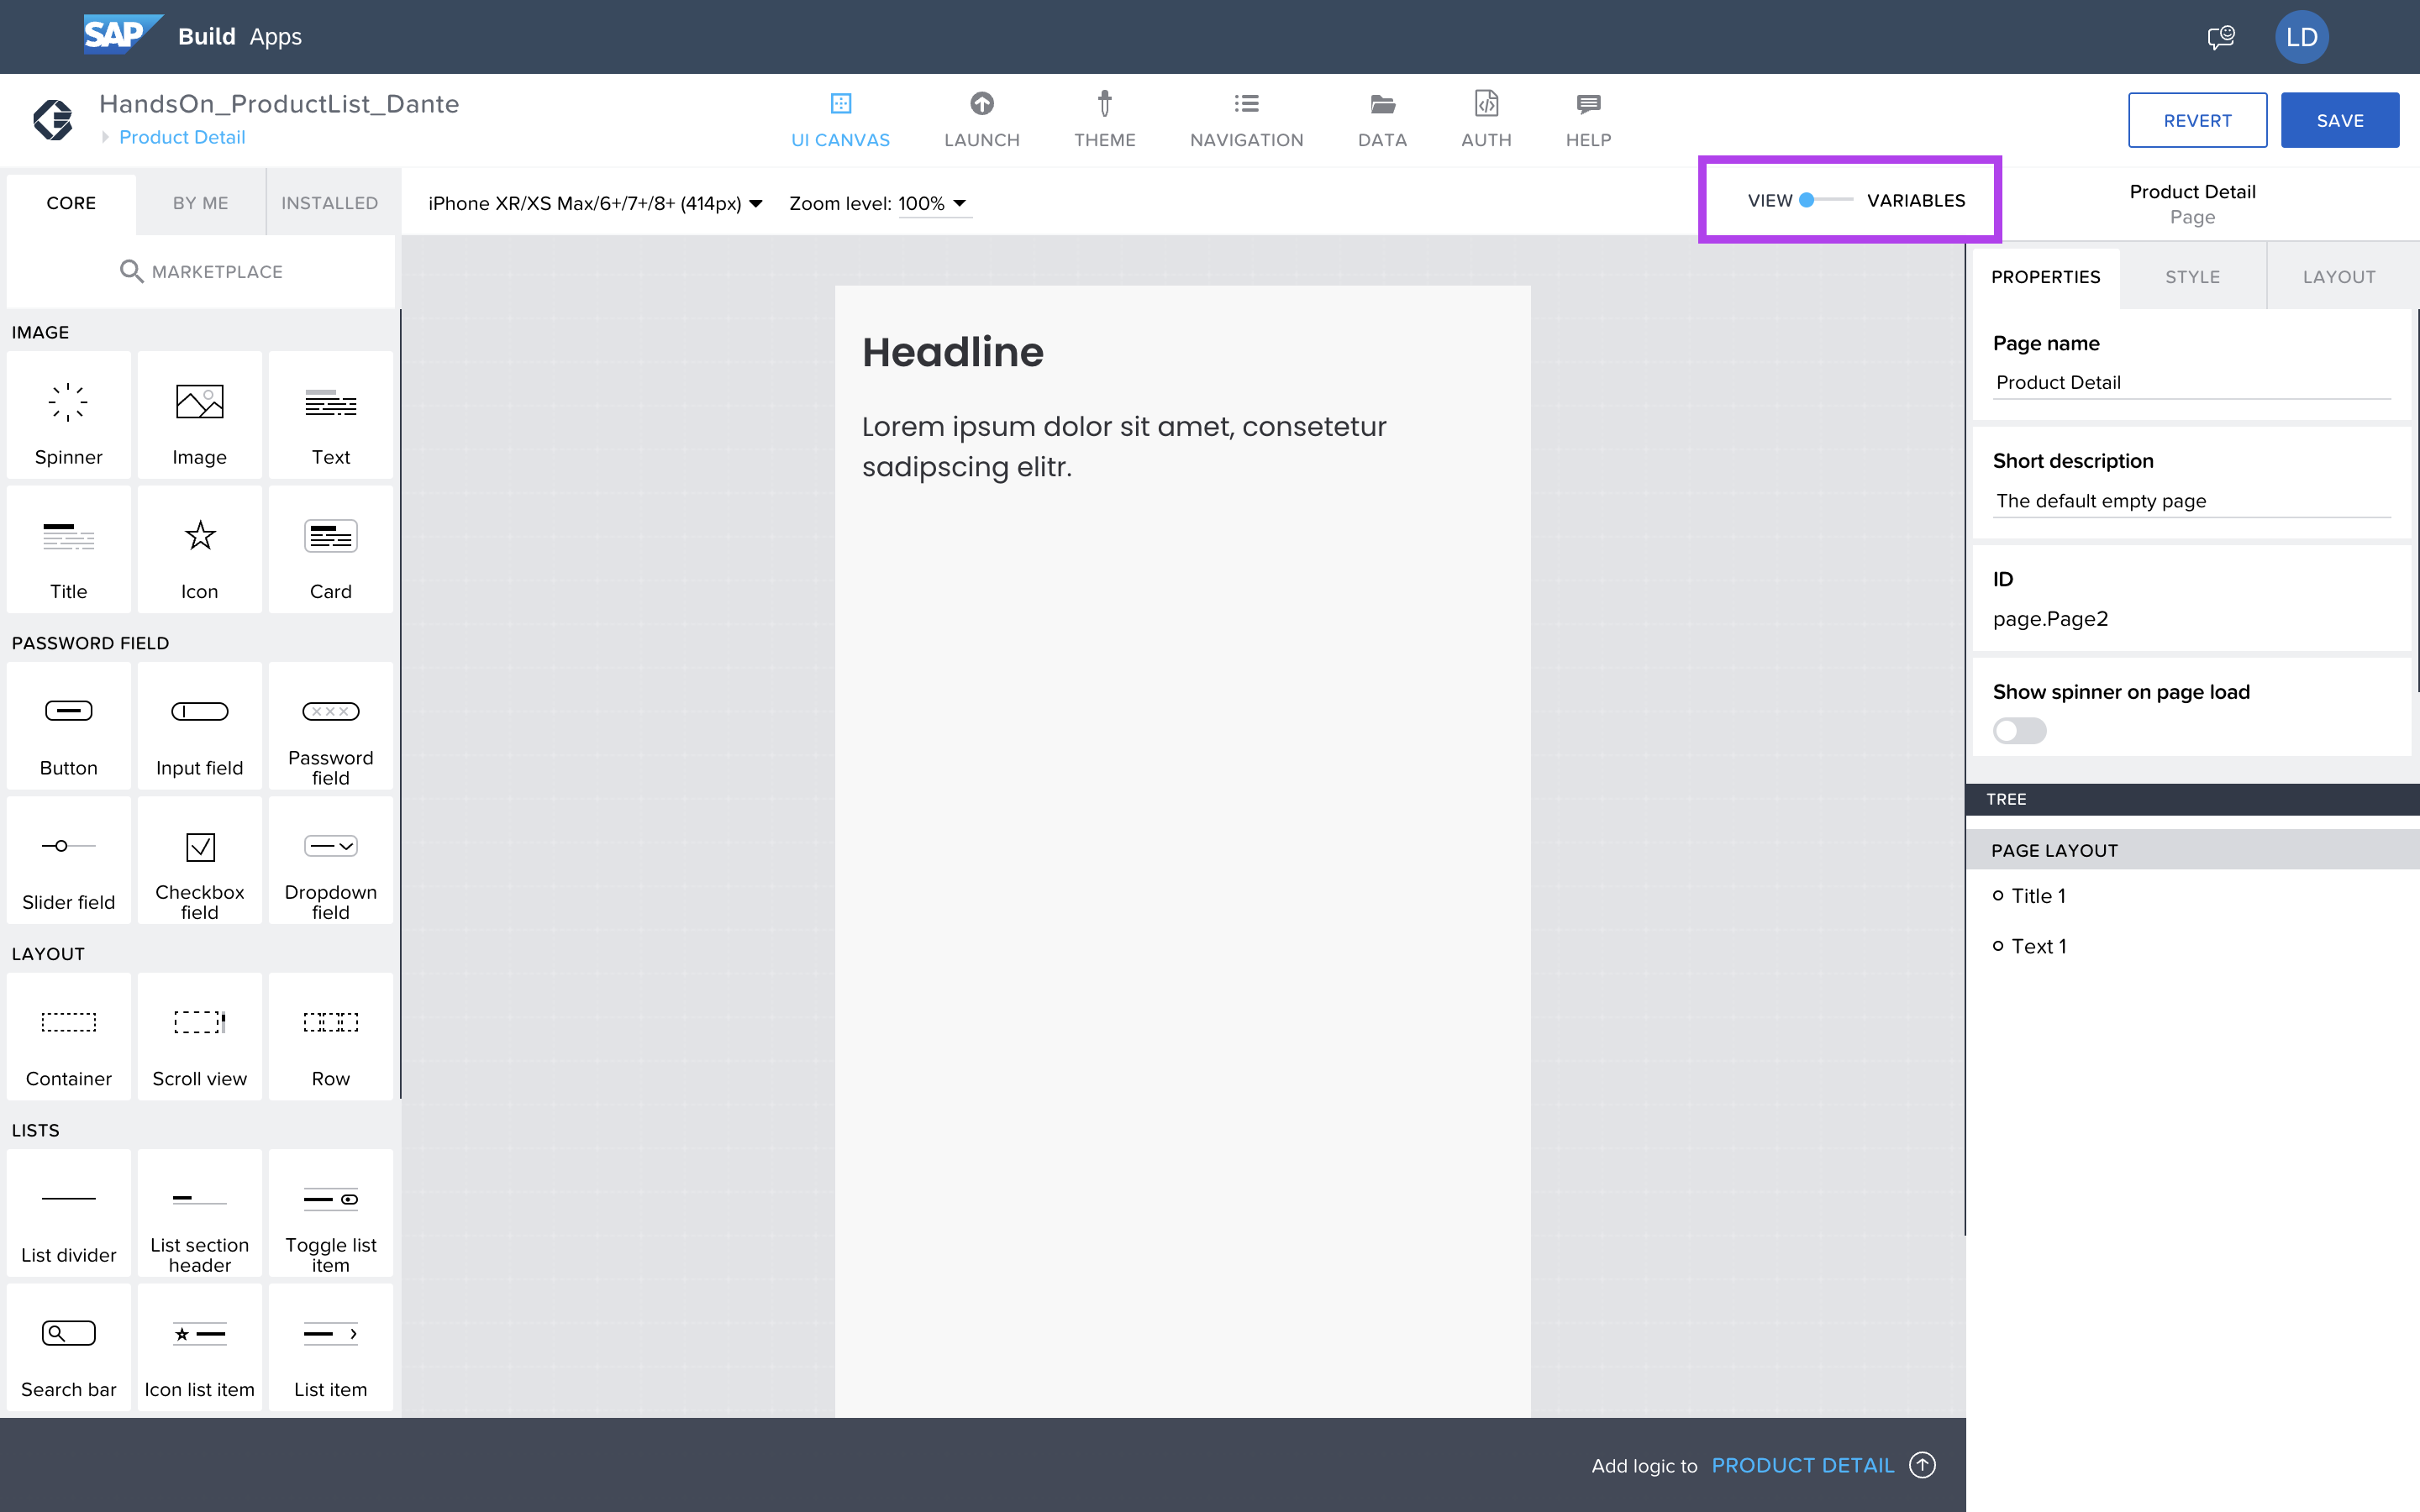 SAP Build Apps
LD
HandsOn_ProductList_Dante
Product Detail
UI CANVAS
LAUNCH
THEME
NAVIGATION
DATA
AUTH
HELP
REVERT
SAVE
CORE
BY ME
INSTALLED
iPhone XR/XS Max/6+/7+/8+ (414px)
Zoom level: 100%
VIEW
VARIABLES
Product Detail
Page
MARKETPLACE
PROPERTIES
STYLE
LAYOUT
IMAGE
Spinner
Image
Text
Title
Icon
Card
PASSWORD FIELD
Button
Input field
Password
field
Slider field
Checkbox
field
Dropdown
field
LAYOUT
Container
Scroll view
Row
LISTS
List divider
List section
header
Toggle list
item
Search bar
Icon list item
List item
Headline
Lorem ipsum dolor sit amet, consetetur
sadipscing elitr.
Page name
Product Detail
Short description
The default empty page
ID
page.Page2
Show spinner on page load
TREE
PAGE LAYOUT
Title 1
Text 1
Add logic to PRODUCT DETAIL